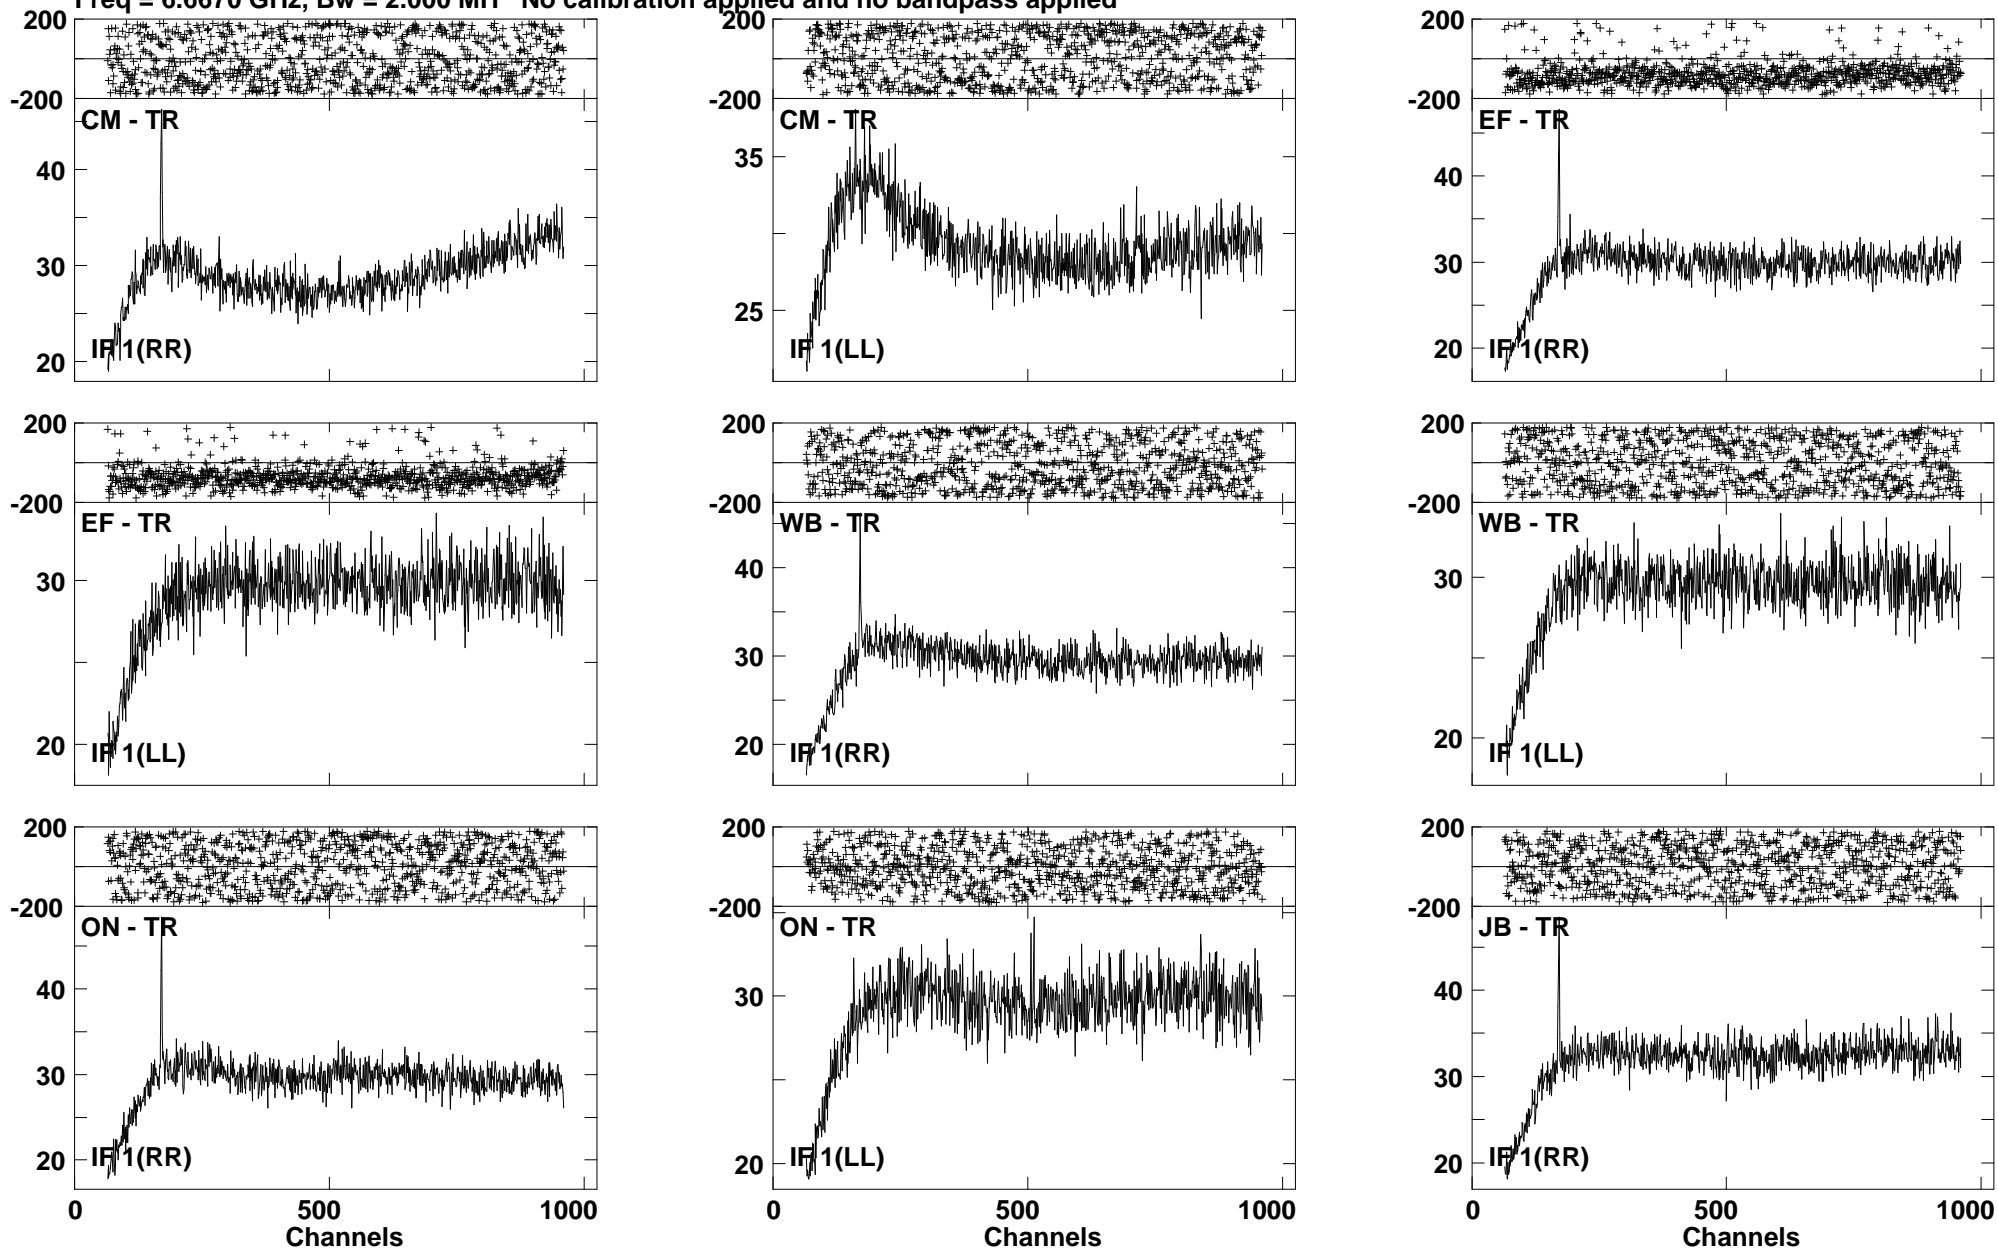 Freq = 6.6670 GHz, Bw = 2.000 MH No calibration applied and no bandpass applied
200
-200
CM - TR
40
30
20
IF 1(RR)
200
-200
CM - TR
35
25
IF 1(LL)
200
-200
EF - TR
40
30
20
IF 1(RR)
200
-200
EF - TR
30
20
IF 1(LL)
200
-200
WB - TR
40
30
20
IF 1(RR)
200
-200
WB - TR
30
20
IF 1(LL)
200
-200
ON - TR
40
30
20
IF 1(RR)
0 500 1000
Channels
200
-200
ON - TR
30
20
IF 1(LL)
0 500 1000
Channels
200
-200
JB - TR
40
30
20
IF 1(RR)
0 500 1000
Channels